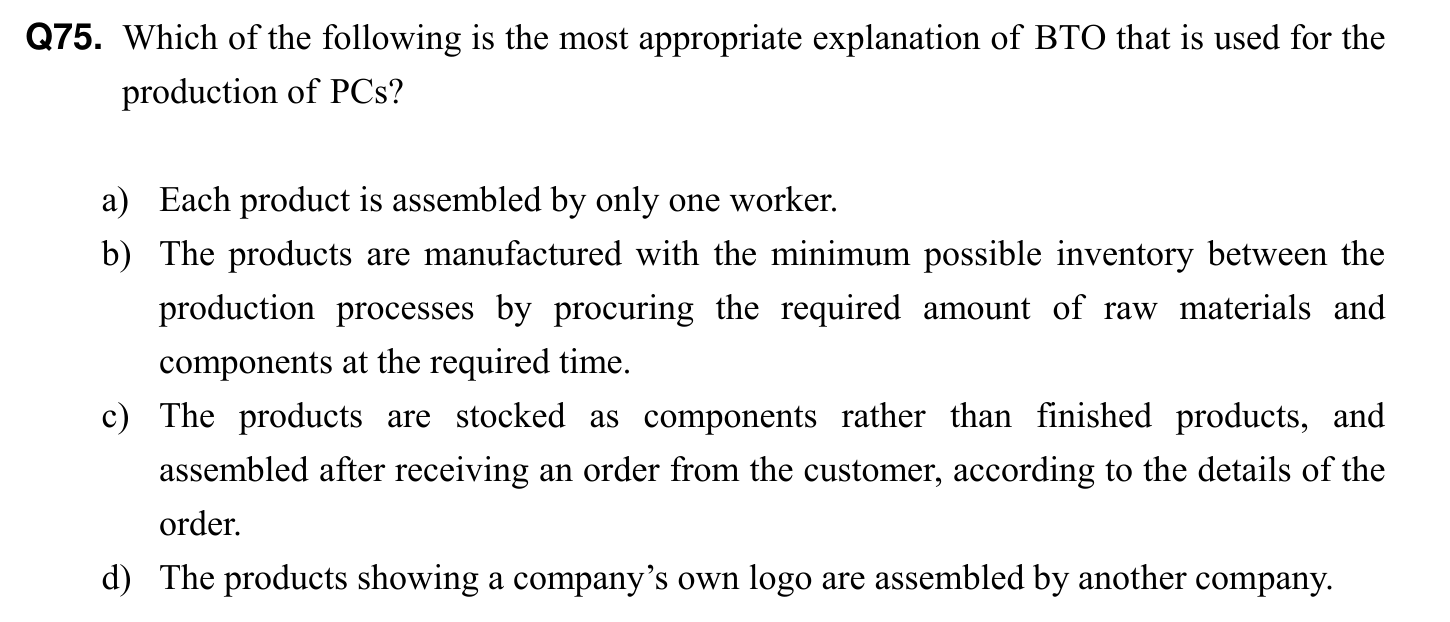 Q75. Which of the following is the most appropriate explanation of BTO that is used for the
production of PCs?
a) Each product is assembled by only one worker.
b) The products are manufactured with the minimum possible inventory between the
production processes by procuring the required amount of raw materials and
components at the required time.
c) The products are stocked as components rather than finished products, and
assembled after receiving an order from the customer, according to the details of the
order.
d) The products showing a company’s own logo are assembled by another company.